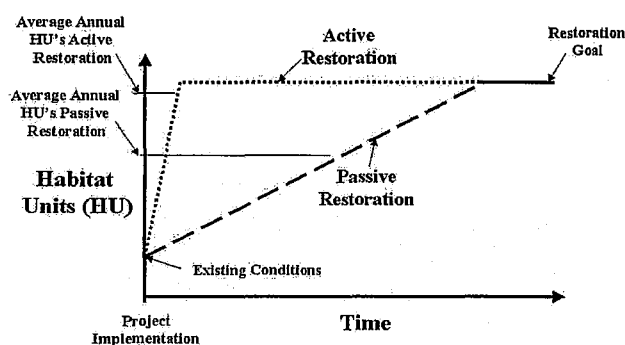 Average Annual
HU's Active
Restoration
Active
Restoration
Restoration
Goal
Average Annual
HU's Passive
Restoration
Habitat
Units (HU)
Passive
Restoration
Existing Conditions
Project
Implementation
Time